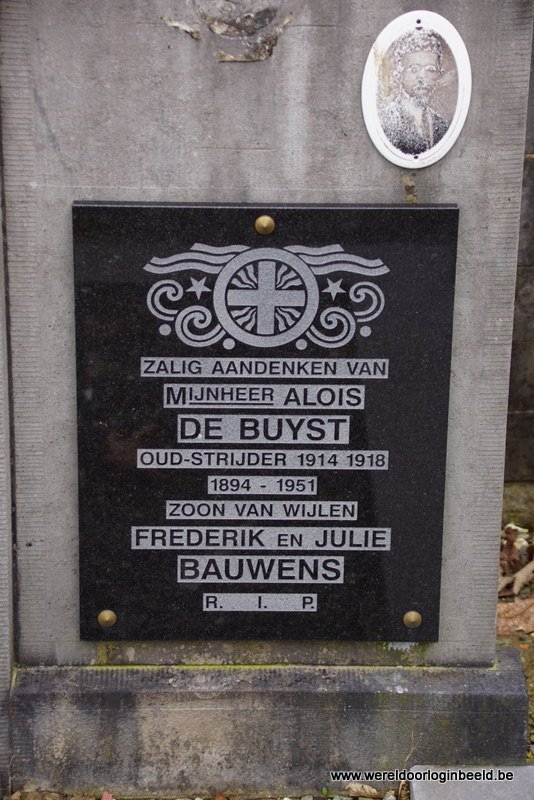 ZALIG AANDENKEN VAN
MIJNHEER ALOIS
DE BUYST
OUD-STRIJDER 1914 1918
1894 - 1951
ZOON VAN WIJLEN
FREDERIK EN JULIE
BAUWENS
R. I. P.
www.wereldoorloginbeeld.be